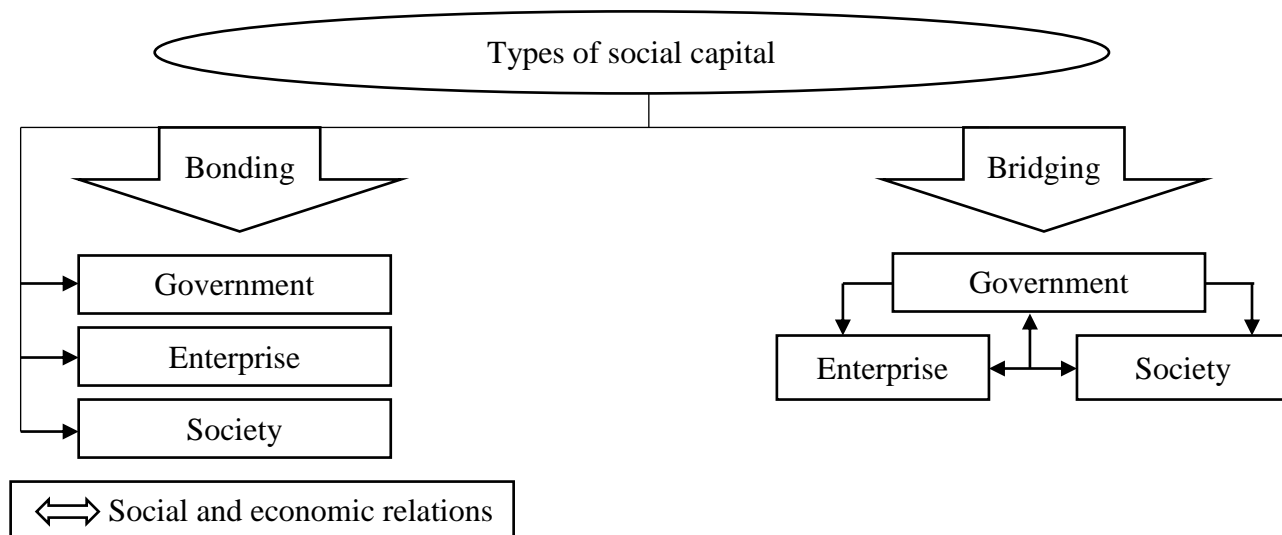 Types of social capital
Bonding
Bridging
Government
Enterprise
Society
Government
Enterprise
Society
Social and economic relations